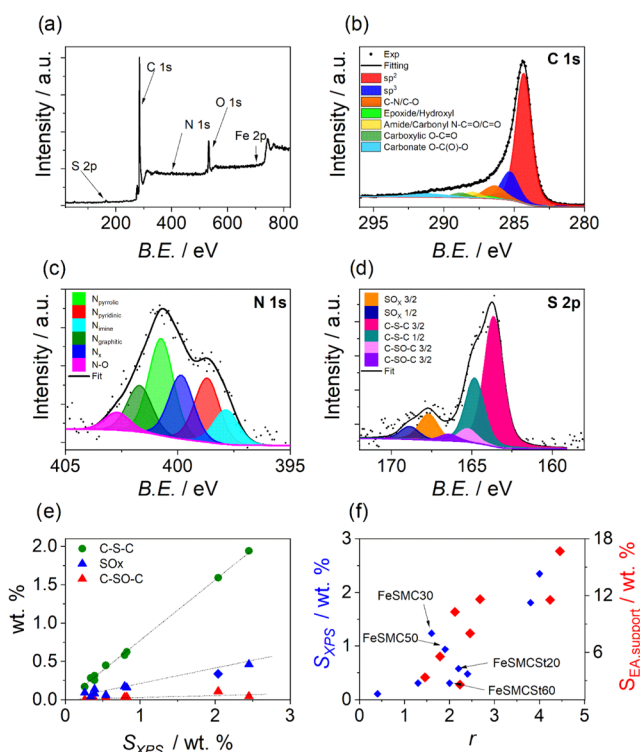 (a)
Intensity / a.u.
C 1s
O 1s
N 1s
Fe 2p
S 2p
0 200 400 600 800
B.E. / eV
(b)
Intensity / a.u.
C 1s
Exp
Fitting
sp2
sp3
C-N/C-O
Epoxide/Hydroxyl
Amide/Carbonyl N-C=O/C=O
Carboxylic O-C=O
Carbonate O-C(O)-O
295 290 285 280
B.E. / eV
(c)
Intensity / a.u.
N 1s
Npyrrolic
Npyridinic
Nimine
Ngraphitic
Nx
N-O
Fit
405 400 395
B.E. / eV
(d)
Intensity / a.u.
S 2p
SOX 3/2
SOX 1/2
C-S-C 3/2
C-S-C 1/2
C-SO-C 3/2
C-SO-C 3/2
Fit
170 165 160
B.E. / eV
(e)
wt. %
2.0
1.5
1.0
0.5
0.0
C-S-C
SOx
C-SO-C
0 1 2 3
SXPS / wt. %
(f)
SXPS / wt. %
3
2
1
0
FeSMC30
FeSMC50
FeSMCSt20
FeSMCSt60
18
12
6
0
SEA,support / wt. %
0 1 2 3 4 5
r